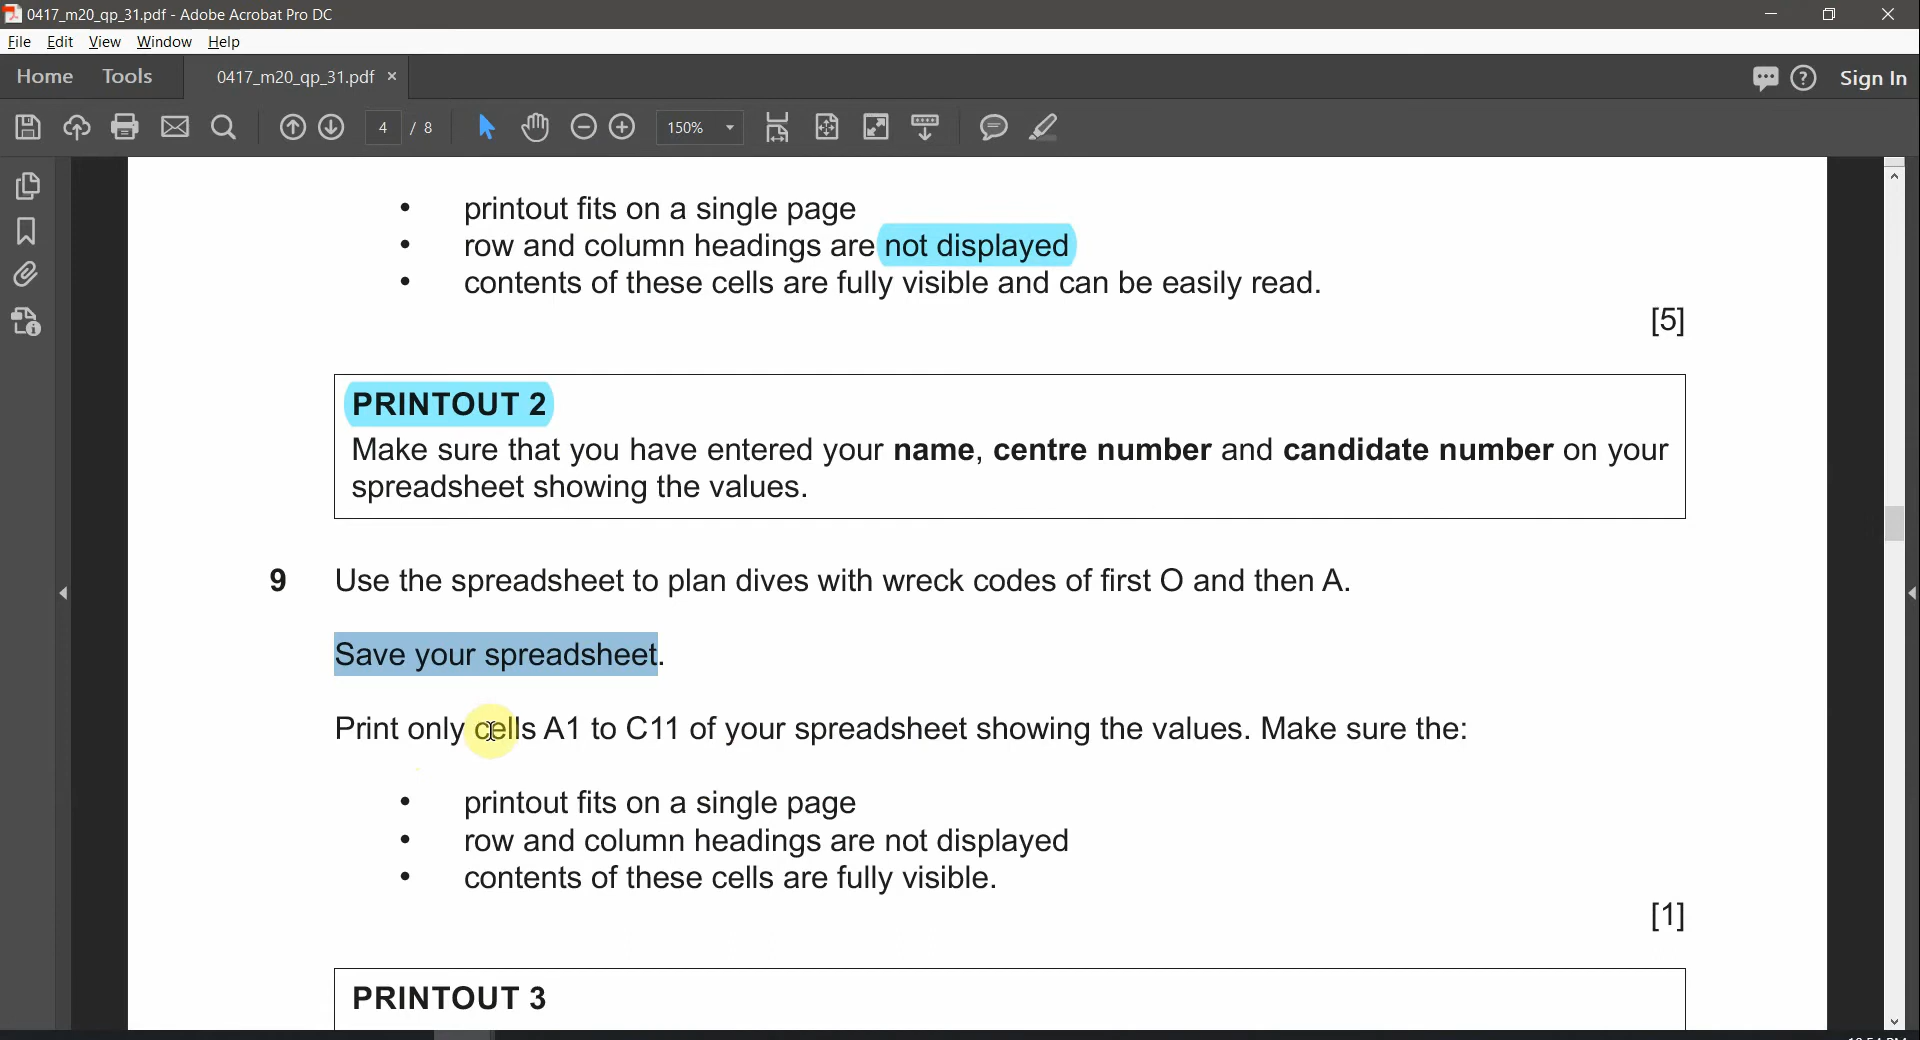 0417_m20_qp_31.pdf - Adobe Acrobat Pro DC
File Edit View Window Help
Home Tools 0417_m20_qp_31.pdf × Sign In
4 / 8 150%
• printout fits on a single page
• row and column headings are not displayed
• contents of these cells are fully visible and can be easily read.
[5]
PRINTOUT 2
Make sure that you have entered your name, centre number and candidate number on your
spreadsheet showing the values.
9 Use the spreadsheet to plan dives with wreck codes of first O and then A.
Save your spreadsheet.
Print only cells A1 to C11 of your spreadsheet showing the values. Make sure the:
• printout fits on a single page
• row and column headings are not displayed
• contents of these cells are fully visible.
[1]
PRINTOUT 3